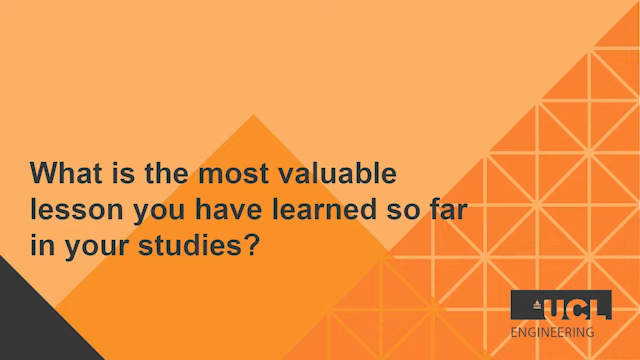 What is the most valuable
lesson you have learned so far
in your studies?
UCL
ENGINEERING